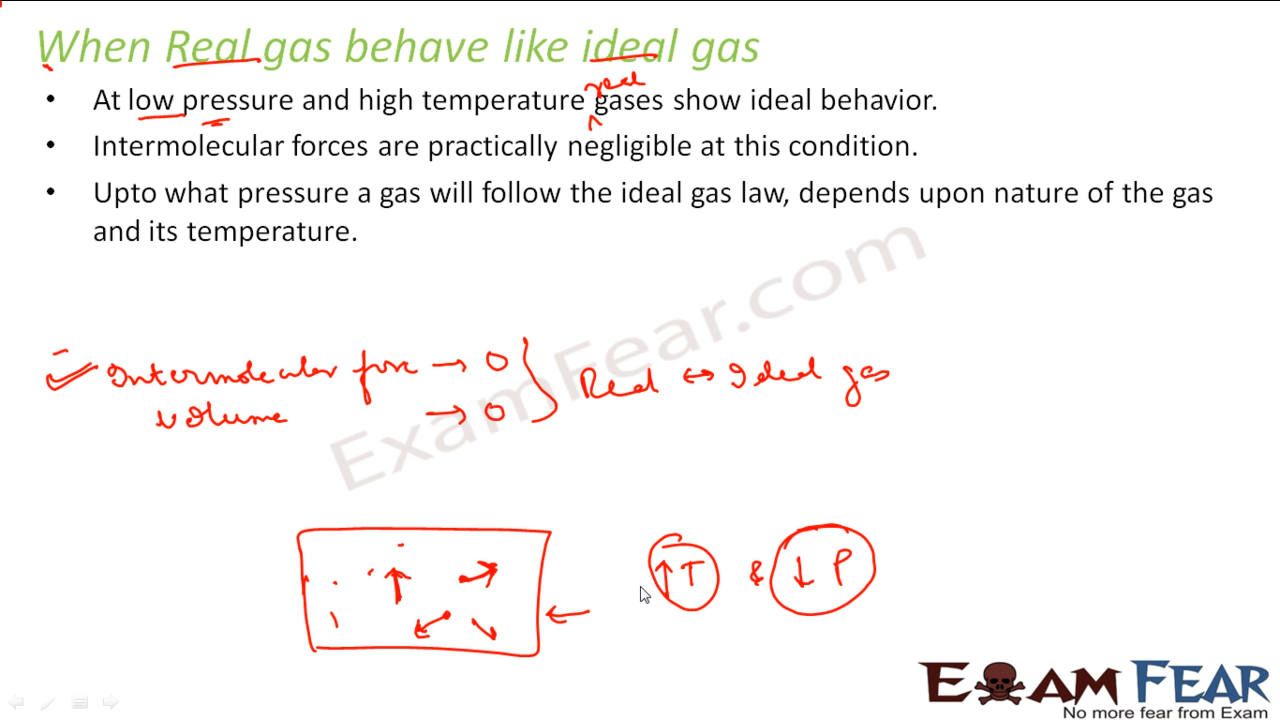 When Real gas behave like ideal gas
real
• At low pressure and high temperature gases show ideal behavior.
• Intermolecular forces are practically negligible at this condition.
• Upto what pressure a gas will follow the ideal gas law, depends upon nature of the gas
and its temperature.
ExamFear.com
Intermolecular force → 0
volume → 0
Real ↔ Ideal gas
↑ T & ↓ P
EXAM FEAR
No more fear from Exam